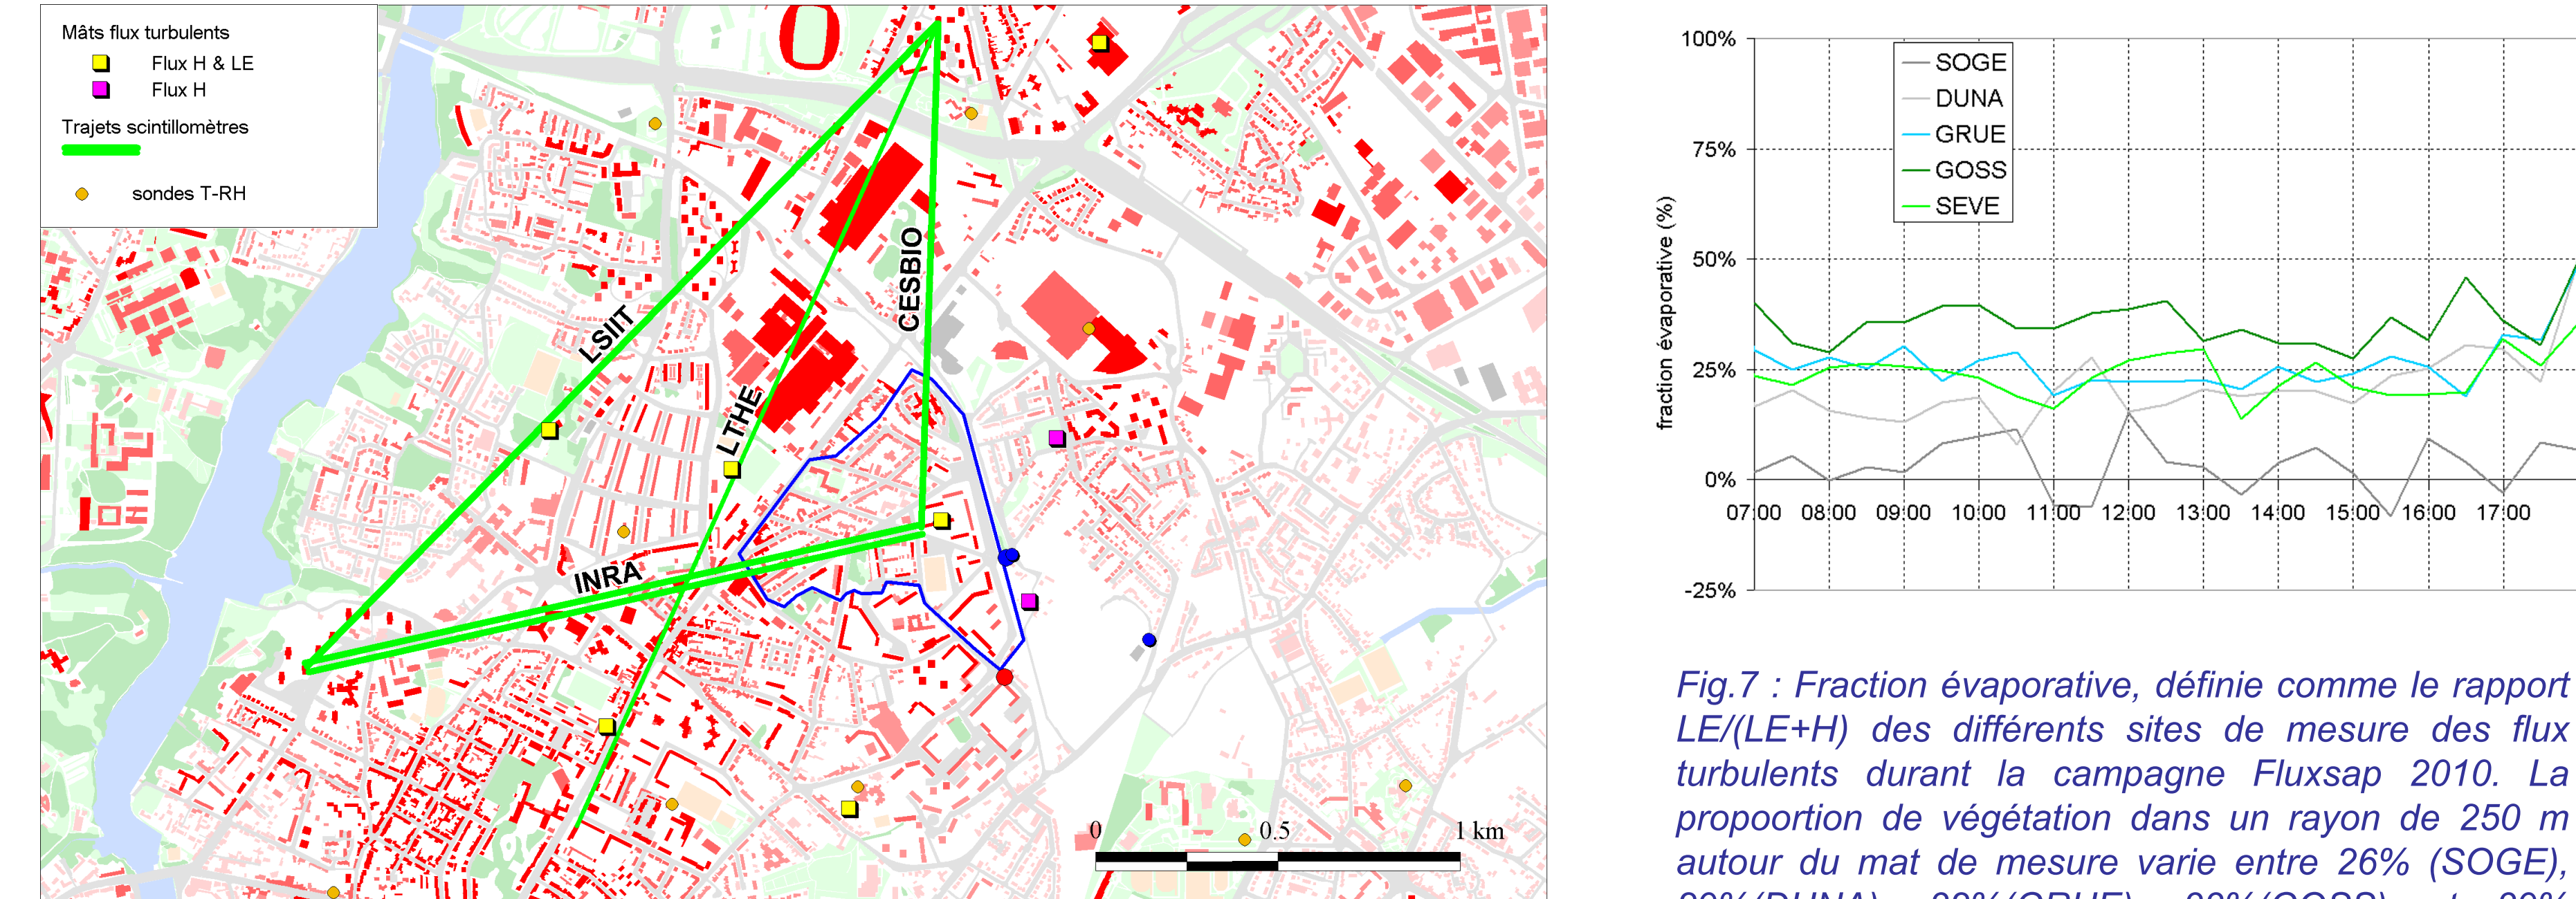 Mâts flux turbulents
Flux H & LE
Flux H
Trajets scintillomètres
sondes T-RH
LSIIT
LTHE
CESBIO
INRA
0 0.5 1 km
100%
75%
50%
25%
0%
-25%
fraction évaporative (%)
SOGE
DUNA
GRUE
GOSS
SEVE
07:00 08:00 09:00 10:00 11:00 12:00 13:00 14:00 15:00 16:00 17:00
Fig.7 : Fraction évaporative, définie comme le rapport
LE/(LE+H) des différents sites de mesure des flux
turbulents durant la campagne Fluxsap 2010. La
propoortion de végétation dans un rayon de 250 m
autour du mat de mesure varie entre 26% (SOGE),
(DUNA), (GRUE), (GOSS) et